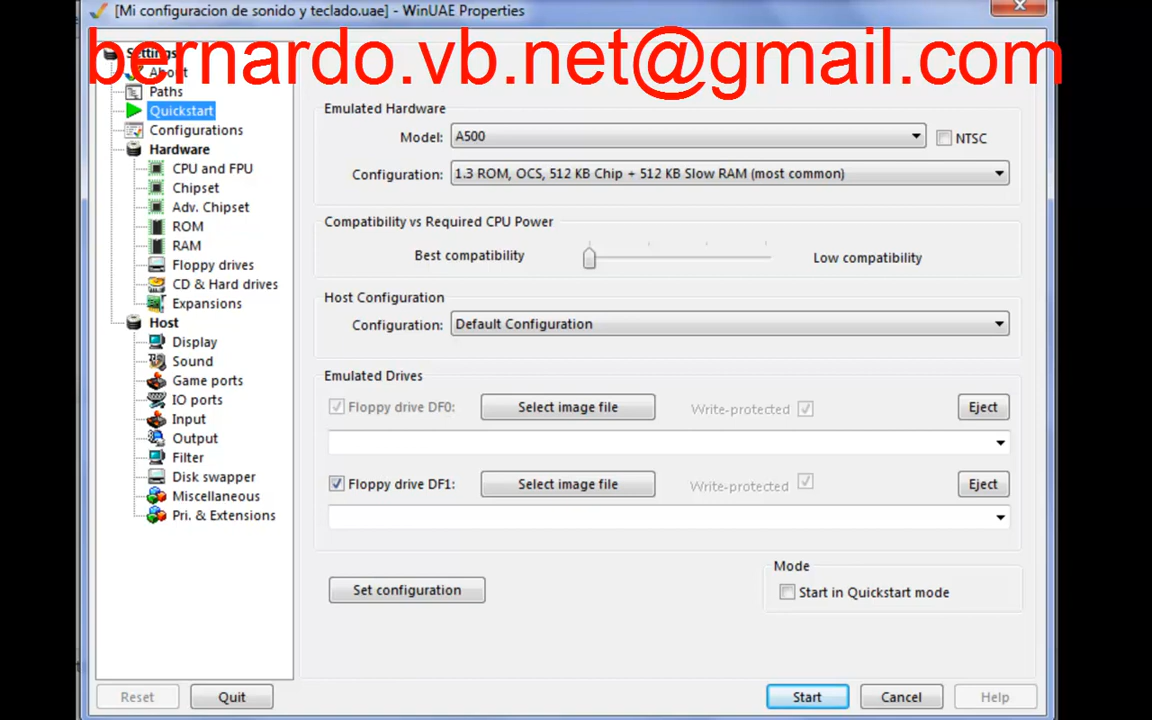 [Mi configuracion de sonido y teclado.uae] - WinUAE Properties
bernardo.vb.net@gmail.com
Settings
About
Paths
Quickstart
Configurations
Hardware
CPU and FPU
Chipset
Adv. Chipset
ROM
RAM
Floppy drives
CD & Hard drives
Expansions
Host
Display
Sound
Game ports
IO ports
Input
Output
Filter
Disk swapper
Miscellaneous
Pri. & Extensions
Emulated Hardware
Model: A500 NTSC
Configuration: 1.3 ROM, OCS, 512 KB Chip + 512 KB Slow RAM (most common)
Compatibility vs Required CPU Power
Best compatibility Low compatibility
Host Configuration
Configuration: Default Configuration
Emulated Drives
Floppy drive DF0: Select image file Write-protected Eject
Floppy drive DF1: Select image file Write-protected Eject
Set configuration
Mode
Start in Quickstart mode
Reset Quit Start Cancel Help